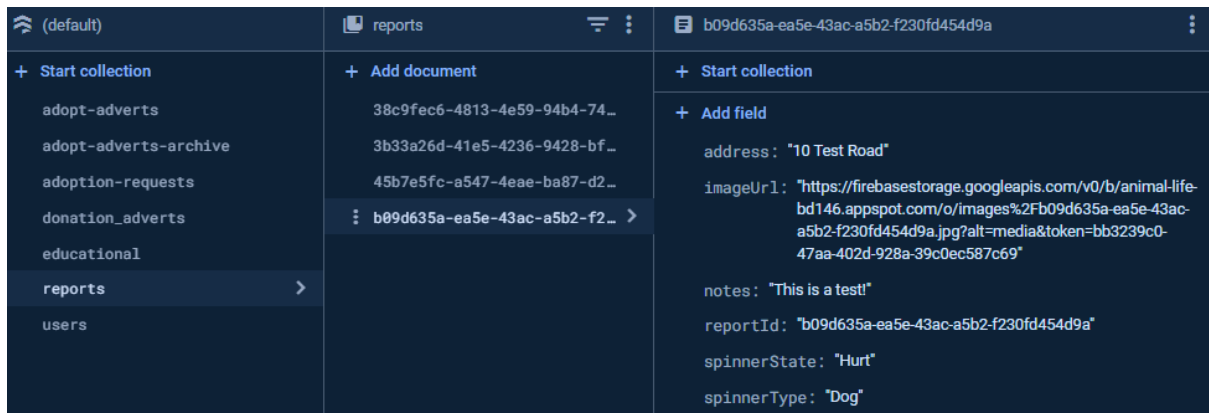 (default)
+ Start collection
adopt-adverts
adopt-adverts-archive
adoption-requests
donation_adverts
educational
reports
users
reports
+ Add document
38c9fec6-4813-4e59-94b4-74…
3b33a26d-41e5-4236-9428-bf…
45b7e5fc-a547-4eae-ba87-d2…
b09d635a-ea5e-43ac-a5b2-f2…
b09d635a-ea5e-43ac-a5b2-f230fd454d9a
+ Start collection
+ Add field
address: "10 Test Road"
imageUrl: "https://firebasestorage.googleapis.com/v0/b/animal-life-
bd146.appspot.com/o/images%2Fb09d635a-ea5e-43ac-
a5b2-f230fd454d9a.jpg?alt=media&token=bb3239c0-
47aa-402d-928a-39c0ec587c69"
notes: "This is a test!"
reportId: "b09d635a-ea5e-43ac-a5b2-f230fd454d9a"
spinnerState: "Hurt"
spinnerType: "Dog"